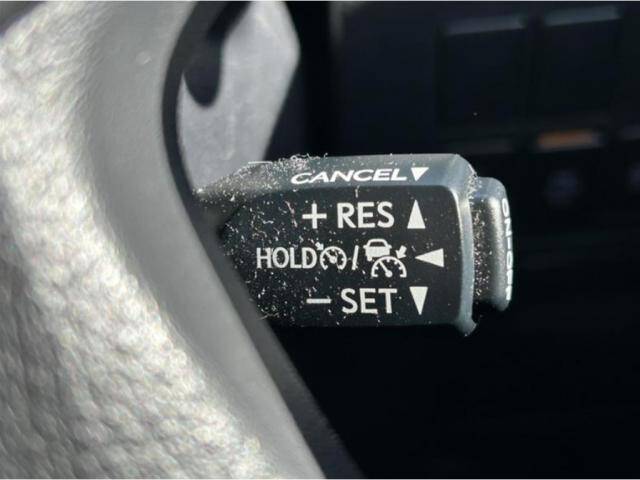 CANCEL▼
+ RES ▲
HOLD / ◄
− SET ▼
ON-OFF